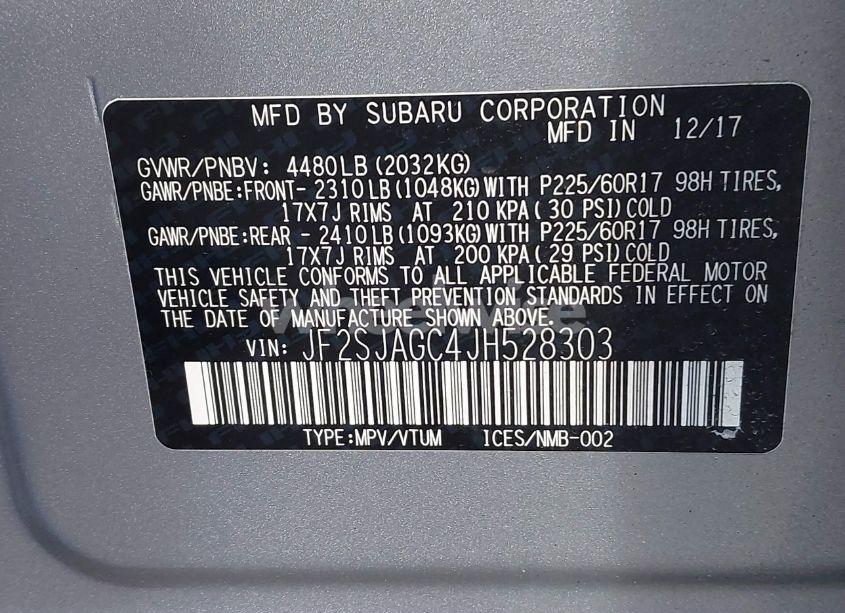 MFD BY SUBARU CORPORATION
MFD IN 12/17
GVWR/PNBV: 4480LB (2032KG)
GAWR/PNBE:FRONT- 2310LB (1048KG) WITH P225/60R17 98H TIRES,
17X7J RIMS AT 210 KPA( 30 PSI) COLD
GAWR/PNBE:REAR - 2410LB (1093KG) WITH P225/60R17 98H TIRES,
17X7J RIMS AT 200 KPA( 29 PSI) COLD
THIS VEHICLE CONFORMS TO ALL APPLICABLE FEDERAL MOTOR
VEHICLE SAFETY AND THEFT PREVENTION STANDARDS IN EFFECT ON
THE DATE OF MANUFACTURE SHOWN ABOVE.
VIN: JF2SJAGC4JH528303
TYPE:MPV/VTUM ICES/NMB-002